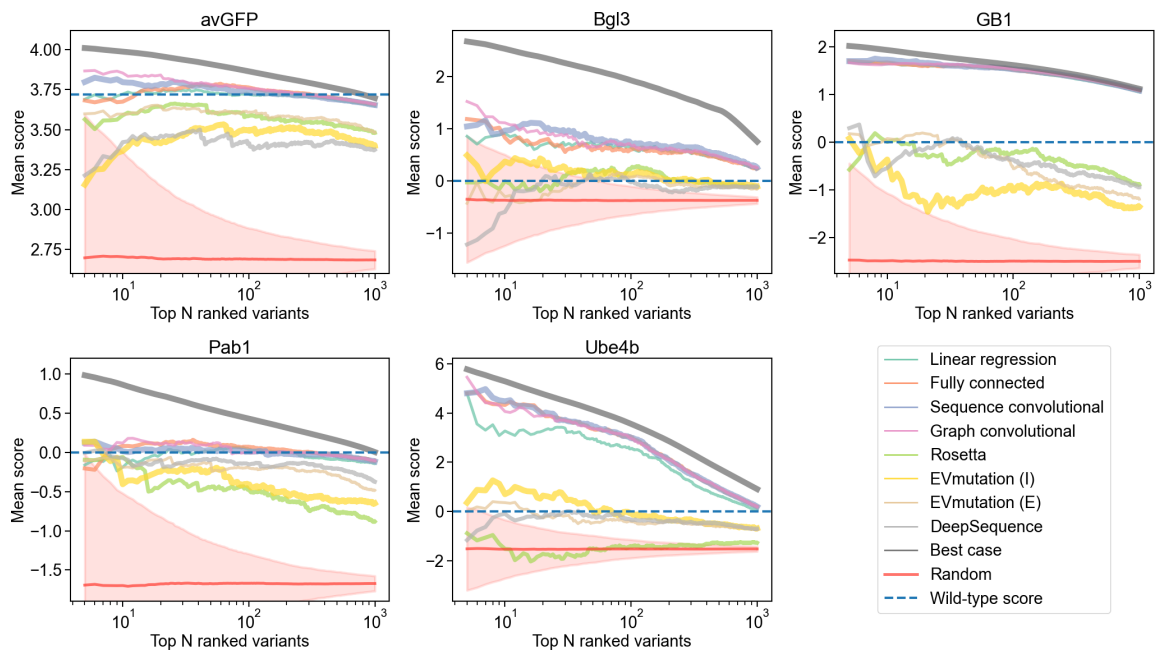 avGFP
4.00
3.75
3.50
3.25
3.00
2.75
Mean score
10¹ 10² 10³
Top N ranked variants
Bgl3
2
1
0
−1
Mean score
10¹ 10² 10³
Top N ranked variants
GB1
2
1
0
−1
−2
Mean score
10¹ 10² 10³
Top N ranked variants
Pab1
1.0
0.5
0.0
−0.5
−1.0
−1.5
Mean score
10¹ 10² 10³
Top N ranked variants
Ube4b
6
4
2
0
−2
Mean score
10¹ 10² 10³
Top N ranked variants
Linear regression
Fully connected
Sequence convolutional
Graph convolutional
Rosetta
EVmutation (I)
EVmutation (E)
DeepSequence
Best case
Random
Wild-type score